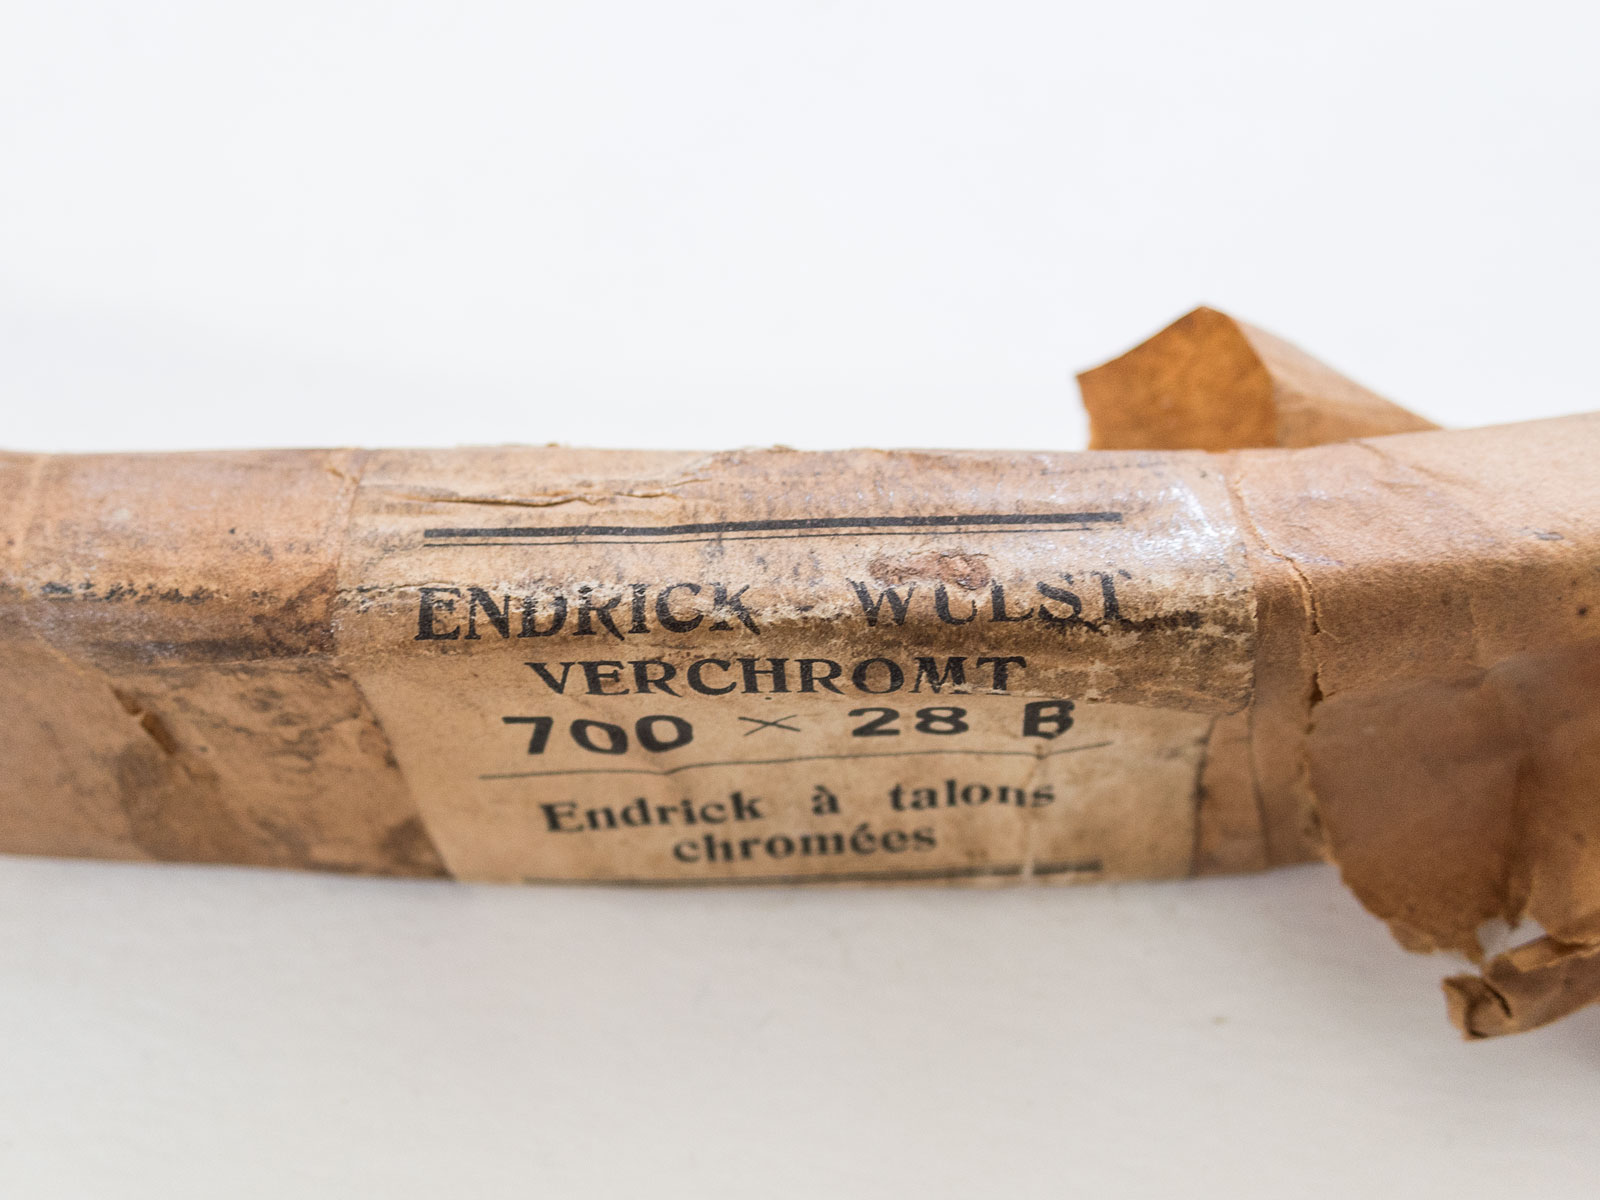 ENDRICK - WULST
VERCHROMT
700 × 28 B
Endrick à talons
chromées